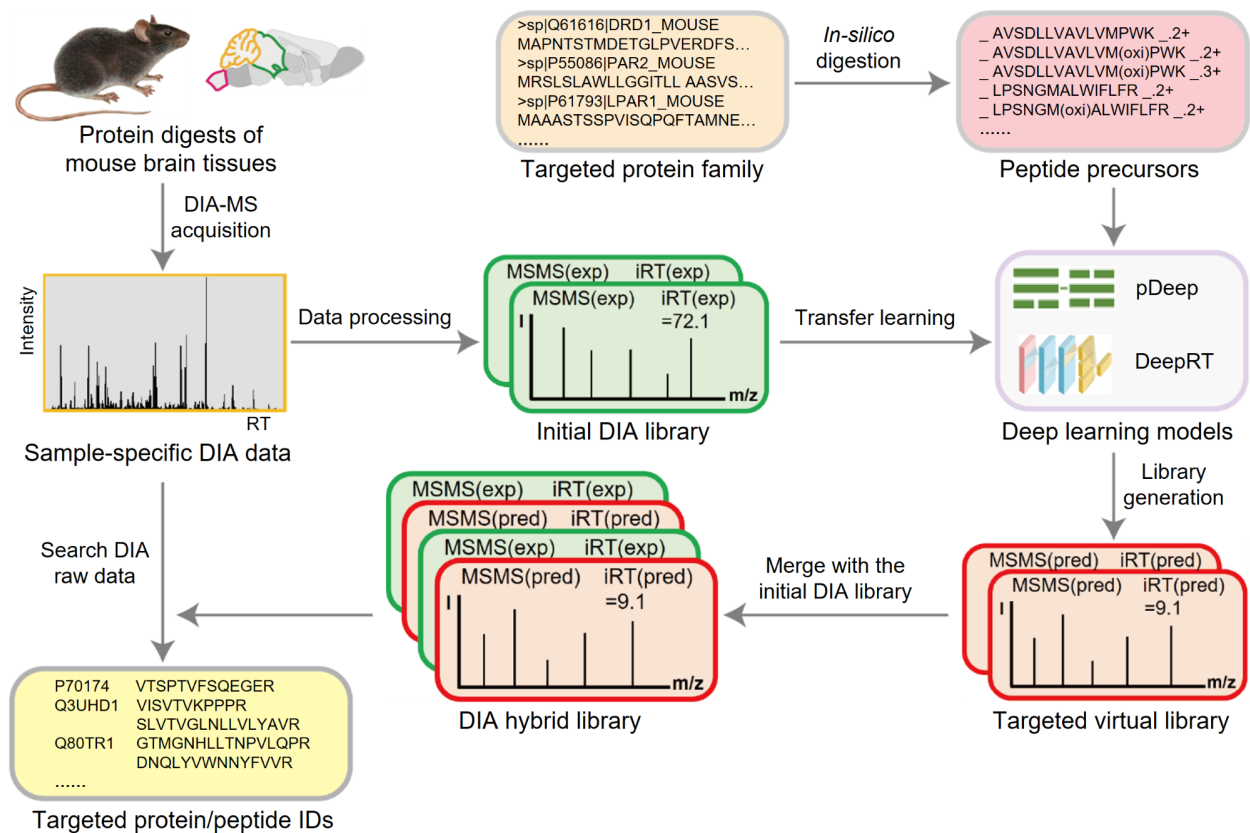 Protein digests of
mouse brain tissues
>sp|Q61616|DRD1_MOUSE
MAPNTSTMDETGLPVERDFS...
>sp|P55086|PAR2_MOUSE
MRSLSLAWLLGGITLL AASVS...
>sp|P61793|LPAR1_MOUSE
MAAASTSSPVISQPQFTAMNE...
......
Targeted protein family
In-silico
digestion
_ AVSDLLVAVLVMPWK _.2+
_ AVSDLLVAVLVM(oxi)PWK _.2+
_ AVSDLLVAVLVM(oxi)PWK _.3+
_ LPSNGMALWIFLFR _.2+
_ LPSNGM(oxi)ALWIFLFR _.2+
......
Peptide precursors
DIA-MS
acquisition
Intensity
RT
Sample-specific DIA data
Data processing
MSMS(exp) iRT(exp)
MSMS(exp) iRT(exp)
=72.1
I
m/z
Initial DIA library
Transfer learning
pDeep
DeepRT
Deep learning models
Library
generation
MSMS(pred) iRT(pred)
MSMS(pred) iRT(pred)
=9.1
I
m/z
Targeted virtual library
Merge with the
initial DIA library
MSMS(exp) iRT(exp)
MSMS(pred) iRT(pred)
MSMS(exp) iRT(exp)
MSMS(pred) iRT(pred)
=9.1
I
m/z
DIA hybrid library
Search DIA
raw data
P70174 VTSPTVFSQEGER
Q3UHD1 VISVTVKPPPR
SLVTVGLNLLVLYAVR
Q80TR1 GTMGNHLLTNPVLQPR
DNQLYVWNNYFVVR
......
Targeted protein/peptide IDs